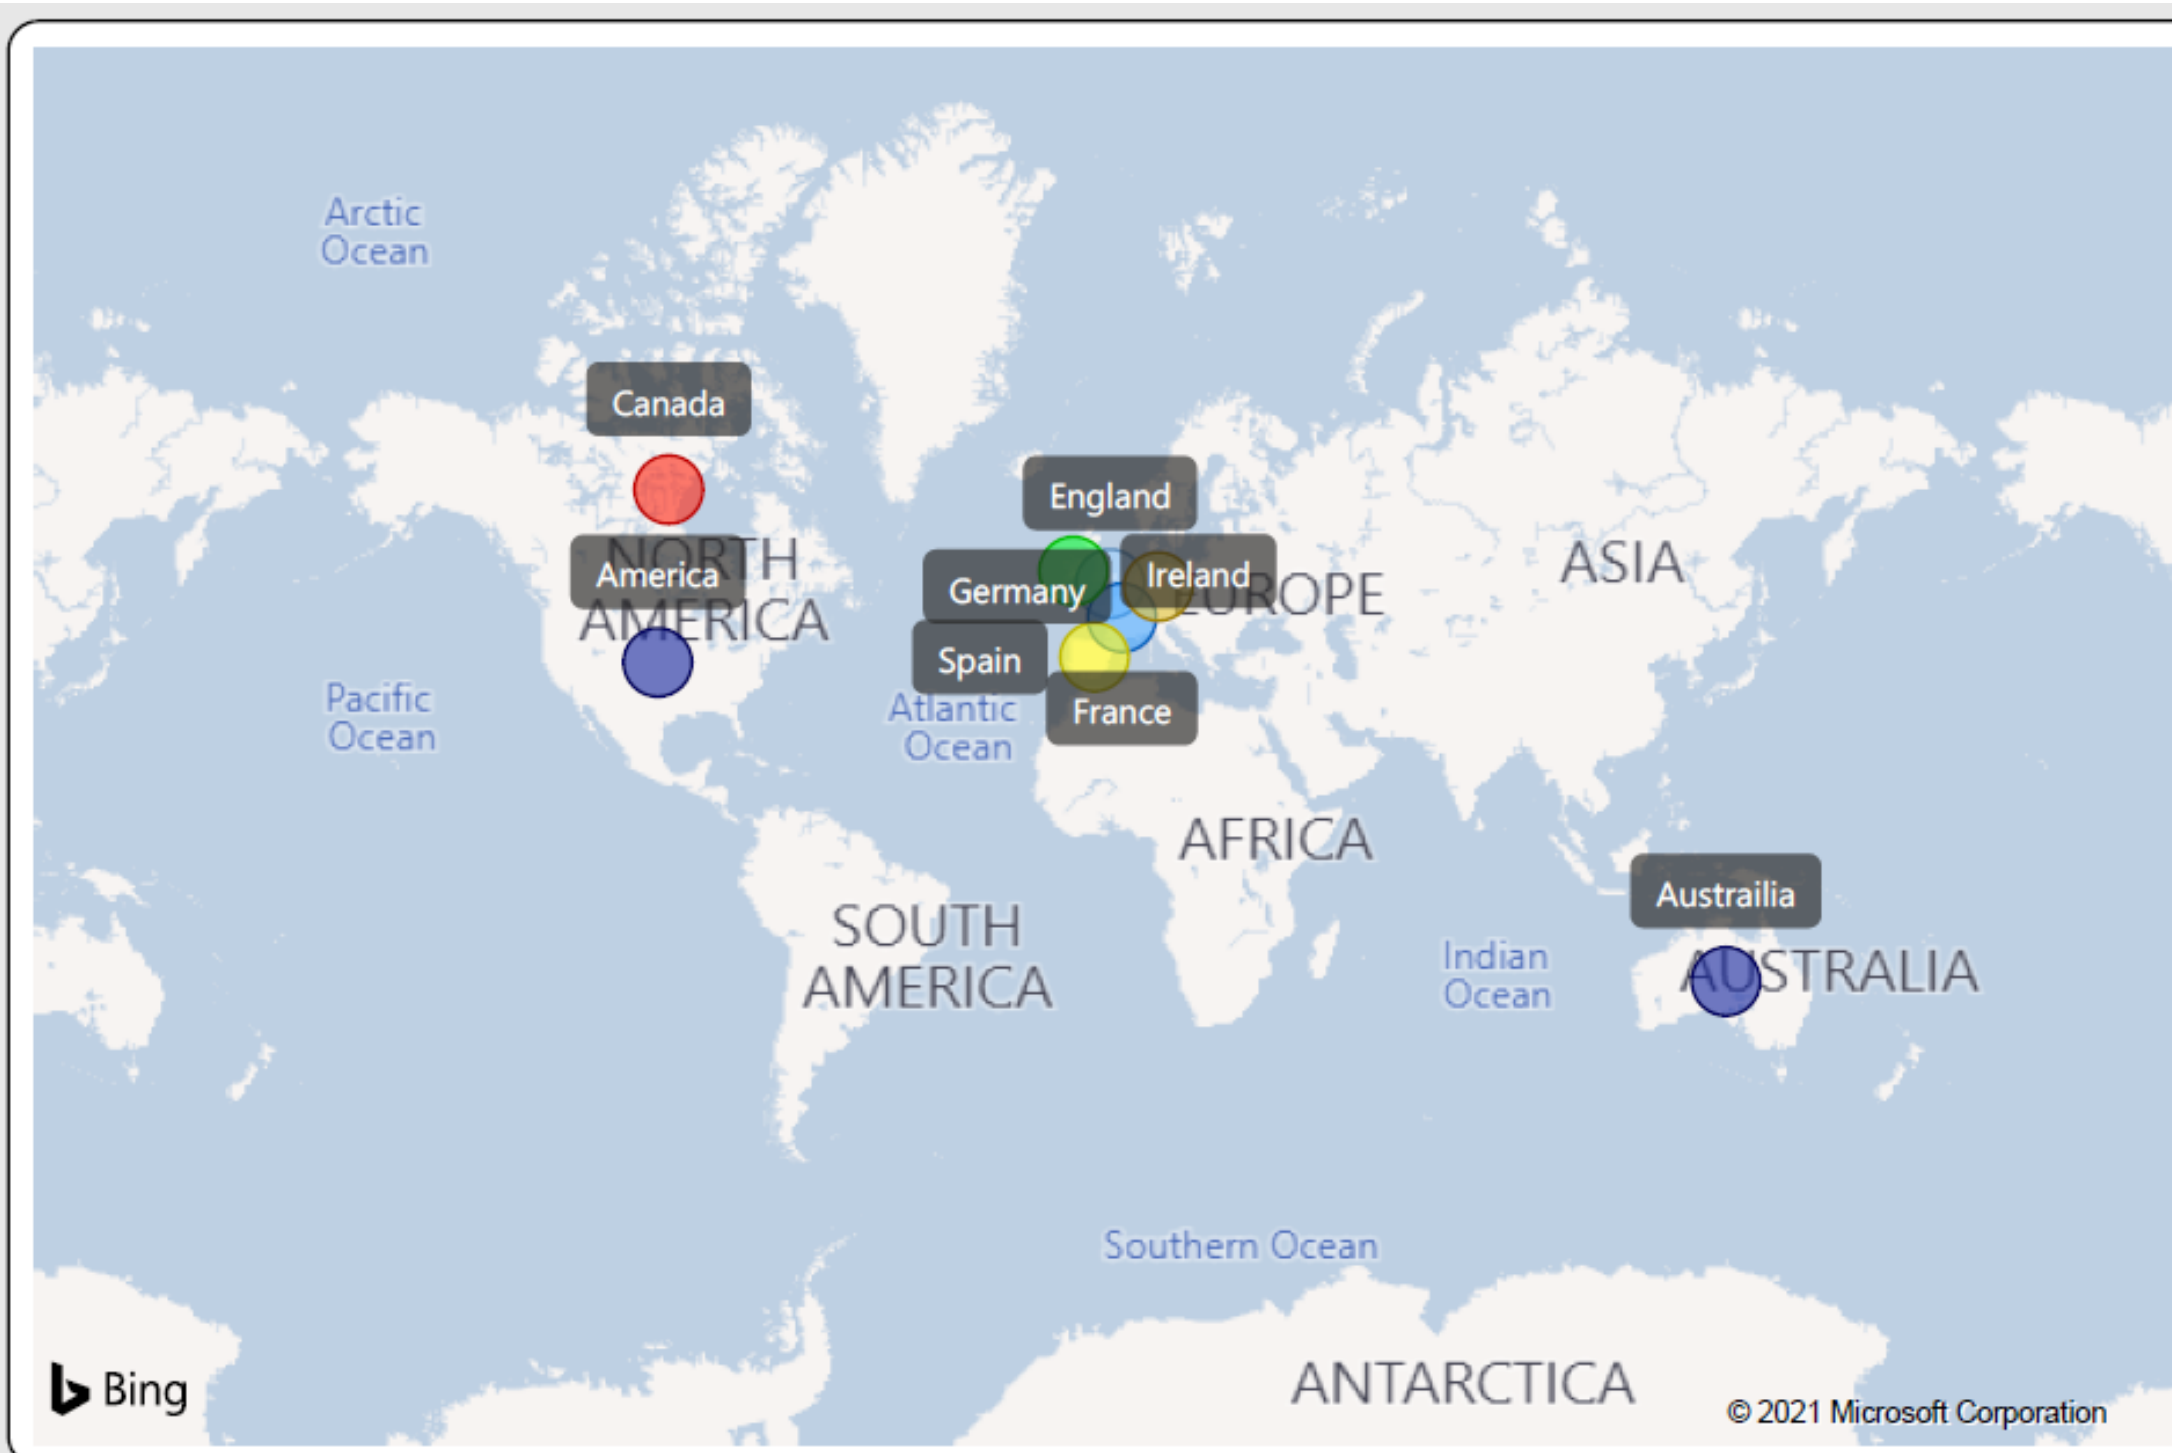 Arctic
Ocean
Canada
England
NORTH
America
AMERICA
Germany
Ireland
EUROPE
ASIA
Spain
France
Pacific
Ocean
Atlantic
Ocean
AFRICA
Austrailia
SOUTH
AMERICA
Indian
Ocean
AUSTRALIA
Southern Ocean
ANTARCTICA
Bing
© 2021 Microsoft Corporation